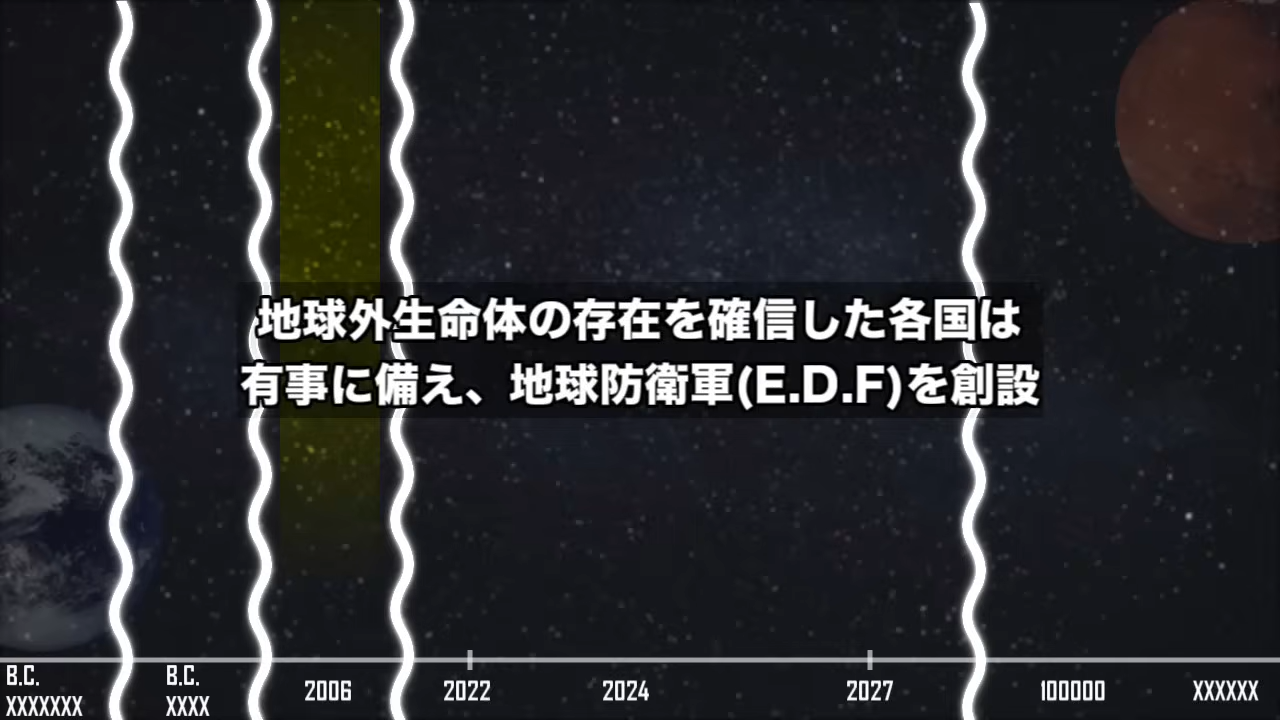 地球外生命体の存在を確信した各国は
有事に備え、地球防衛軍(E.D.F)を創設
B.C.
XXXXXXX
B.C.
XXXX
2006
2022
2024
2027
100000
XXXXXX